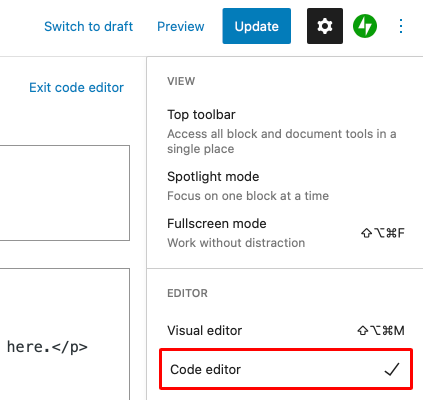 Switch to draft
Preview
Update
Exit code editor
VIEW
Top toolbar
Access all block and document tools in a
single place
Spotlight mode
Focus on one block at a time
Fullscreen mode
⇧⌥⌘F
Work without distraction
EDITOR
Visual editor
⇧⌥⌘M
here.</p>
Code editor